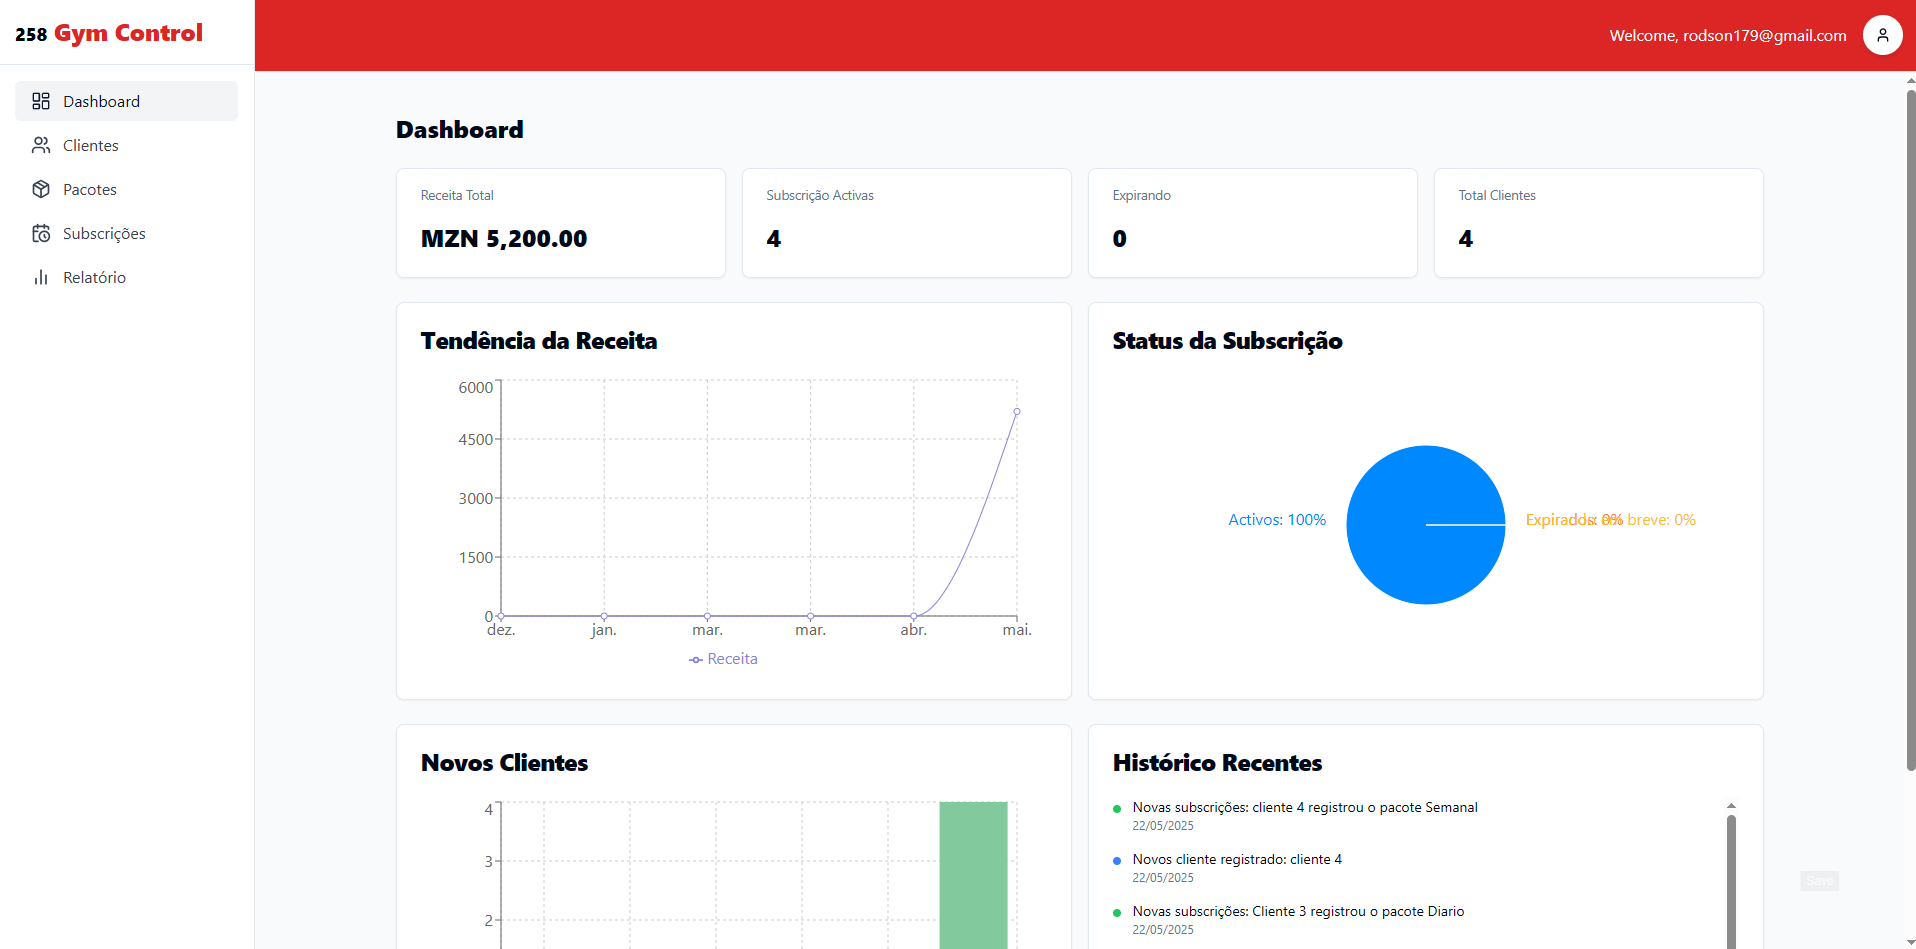 258 Gym Control
Welcome, rodson179@gmail.com
Dashboard
Clientes
Pacotes
Subscrições
Relatório
Dashboard
Receita Total
MZN 5,200.00
Subscrição Activas
4
Expirando
0
Total Clientes
4
Tendência da Receita
6000
4500
3000
1500
0
dez. jan. mar. mar. abr. mai.
Receita
Status da Subscrição
Activos: 100%
Expirados: 0%
breve: 0%
Novos Clientes
4
3
2
Histórico Recentes
Novas subscrições: cliente 4 registrou o pacote Semanal
22/05/2025
Novos cliente registrado: cliente 4
22/05/2025
Novas subscrições: Cliente 3 registrou o pacote Diario
22/05/2025
Save